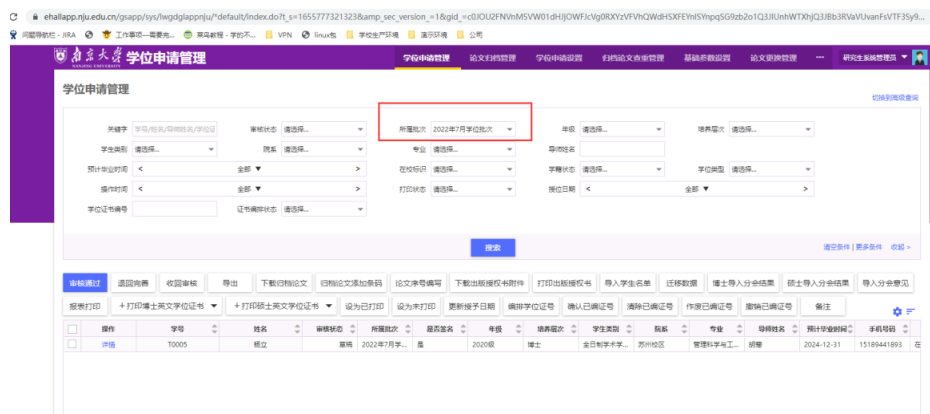 ehallapp.nju.edu.cn/gsapp/sys/lwgdglappnju/*default/index.do?t_s=1655777321323&amp_sec_version_=1&gid_=
问题导航栏 - JIRA 工作事项—需要完... 菜鸟教程 - 学的不... VPN linux包 学校生产环境 演示环境 公司
南京大学 学位申请管理 学位申请管理 论文归档管理 学位申请设置 归档论文查重管理 基础参数设置 论文更换管理 ... 研究生系统管理员
NANJING UNIVERSITY
学位申请管理
切换到高级查询
关键字 学号/姓名/导师姓名/学位证 审核状态 请选择... 所属批次 2022年7月学位批次 年级 请选择... 培养层次 请选择...
学生类别 请选择... 院系 请选择... 专业 请选择... 导师姓名
预计毕业时间 < 全部 > 在校标识 请选择... 学籍状态 请选择... 学位类型 请选择...
操作时间 < 全部 > 打印状态 请选择... 授位日期 < 全部 >
学位证书编号 证书编排状态 请选择...
搜索 清空条件 | 更多条件 收起 >
审核通过 退回完善 收回审核 导出 下载归档论文 归档论文添加条码 论文序号编写 下载出版授权书附件 打印出版授权书 导入学生名单 迁移数据 博士导入分会结果 硕士导入分会结果 导入分会意见
报表打印 +打印博士英文学位证书 +打印硕士英文学位证书 设为已打印 设为未打印 更新授予日期 编排学位证号 确认已编证号 清除已编证号 作废已编证号 撤销已编证号 备注
操作 学号 姓名 审核状态 所属批次 是否签名 年级 培养层次 学生类别 院系 专业 导师姓名 预计毕业时间 手机号码
详情 T0005 杨立 草稿 2022年7月学... 是 2020级 博士 全日制学术学... 苏州校区 管理科学与工... 2024-12-31 15189441893 在